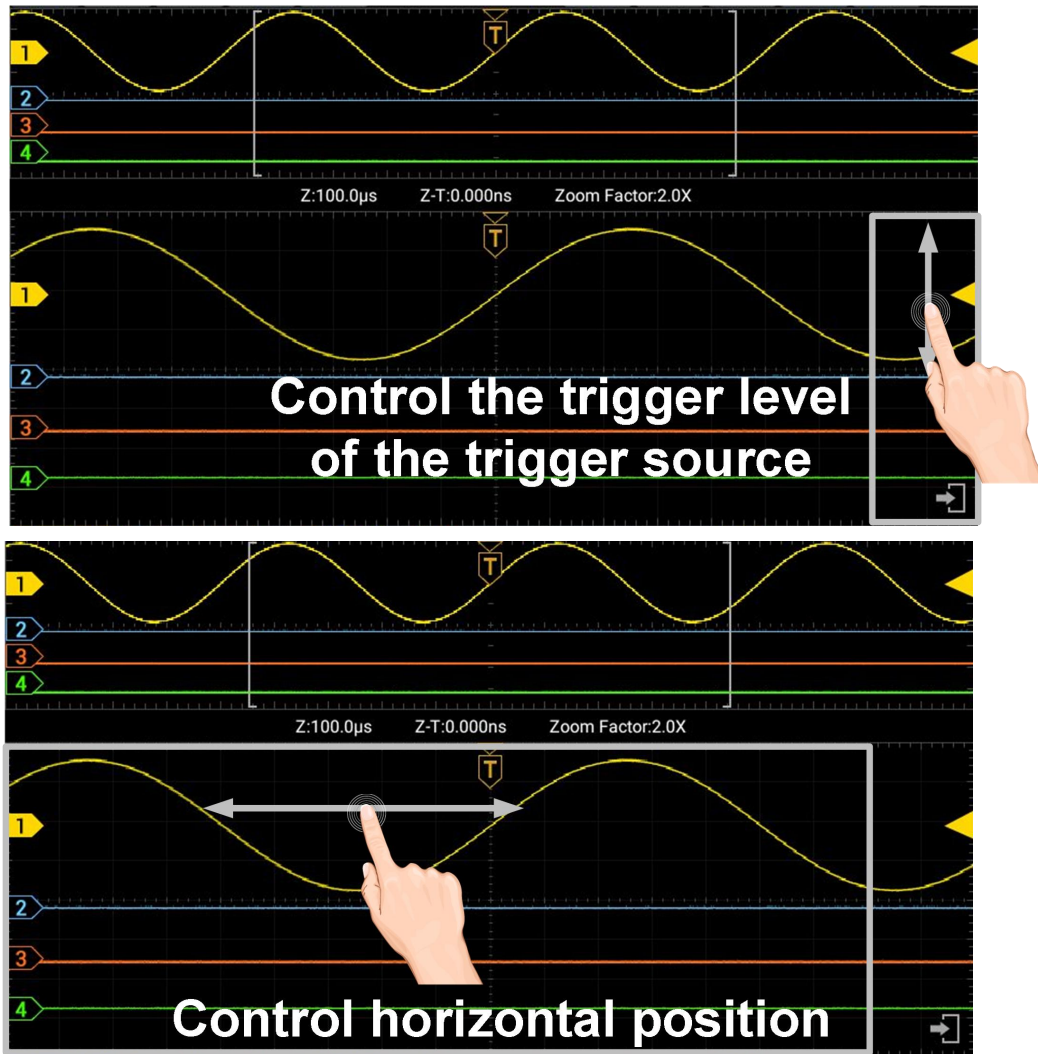 T
1
2
3
4
Z:100.0µs Z-T:0.000ns Zoom Factor:2.0X
T
1
2
Control the trigger level
3
of the trigger source
4
T
1
2
3
4
Z:100.0µs Z-T:0.000ns Zoom Factor:2.0X
T
1
2
3
4
Control horizontal position